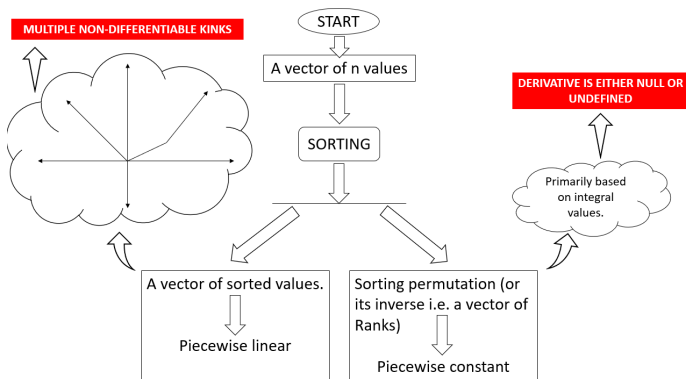 START
MULTIPLE NON-DIFFERENTIABLE KINKS
A vector of n values
DERIVATIVE IS EITHER NULL OR
UNDEFINED
SORTING
Primarily based
on integral
values.
A vector of sorted values.
Piecewise linear
Sorting permutation (or
its inverse i.e. a vector of
Ranks)
Piecewise constant